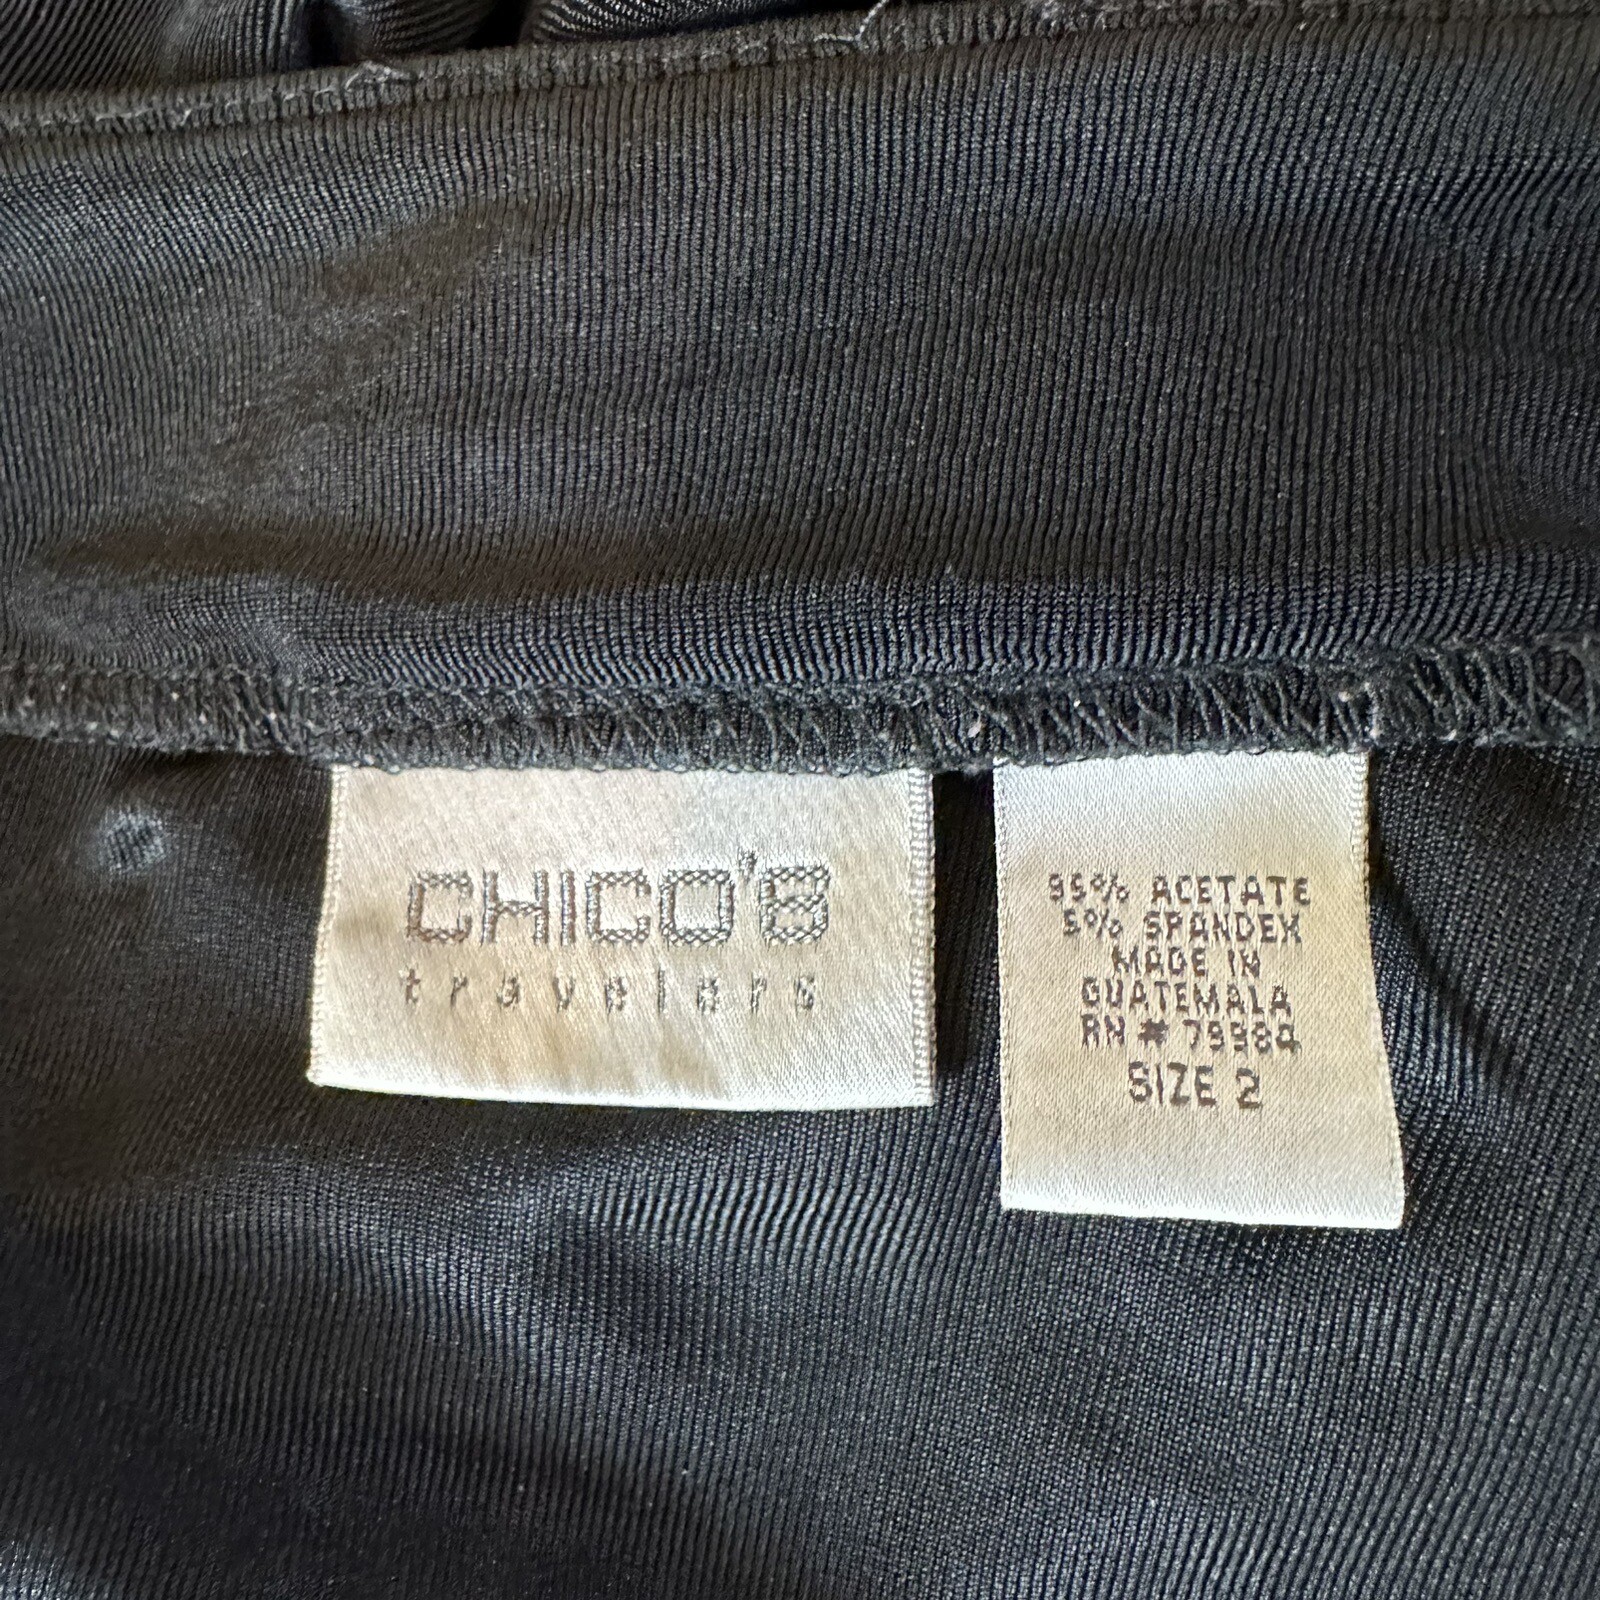 CHICO'S
travelers
95% ACETATE
5% SPANDEX
MADE IN
GUATEMALA
RN # 79984
SIZE 2